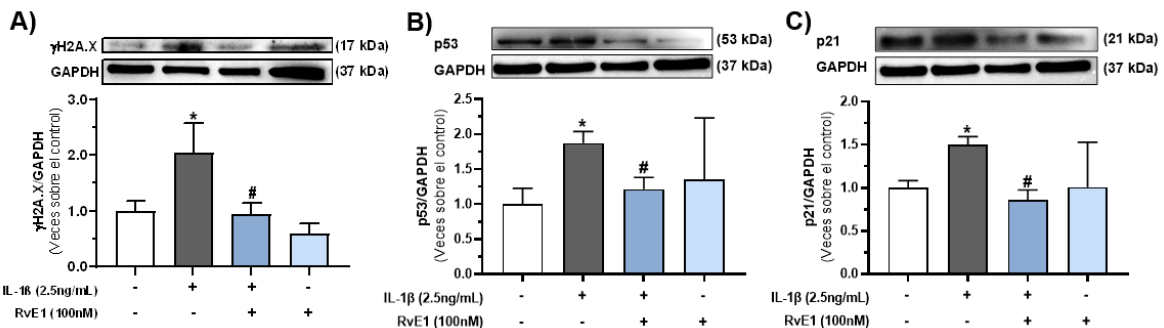 A)
γH2A.X
(17 kDa)
GAPDH
(37 kDa)
γH2A.X/GAPDH
(Veces sobre el control)
3.0
2.0
1.0
0.0
*
#
IL-1ß (2.5ng/mL) - + + -
RvE1 (100nM) - - + +
B)
p53
(53 kDa)
GAPDH
(37 kDa)
p53/GAPDH
(Veces sobre el control)
2.5
2.0
1.5
1.0
0.5
0.0
*
#
IL-1β (2.5ng/mL) - + + -
RvE1 (100nM) - - + +
C)
p21
(21 kDa)
GAPDH
(37 kDa)
p21/GAPDH
(Veces sobre el control)
2.0
1.5
1.0
0.5
0.0
*
#
IL-1β (2.5ng/mL) - + + -
RvE1 (100nM) - - + +